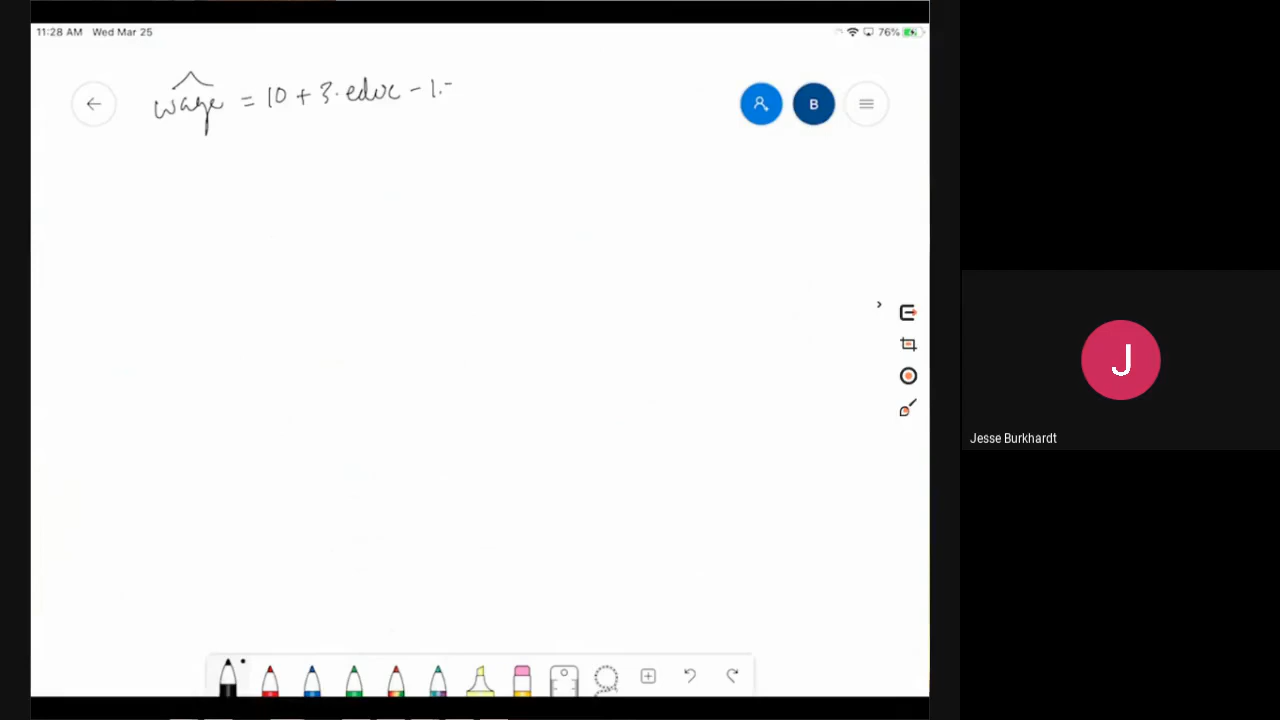 11:28 AM Wed Mar 25
76%
wage^ = 10 + 3· educ - 1.
B
J
Jesse Burkhardt